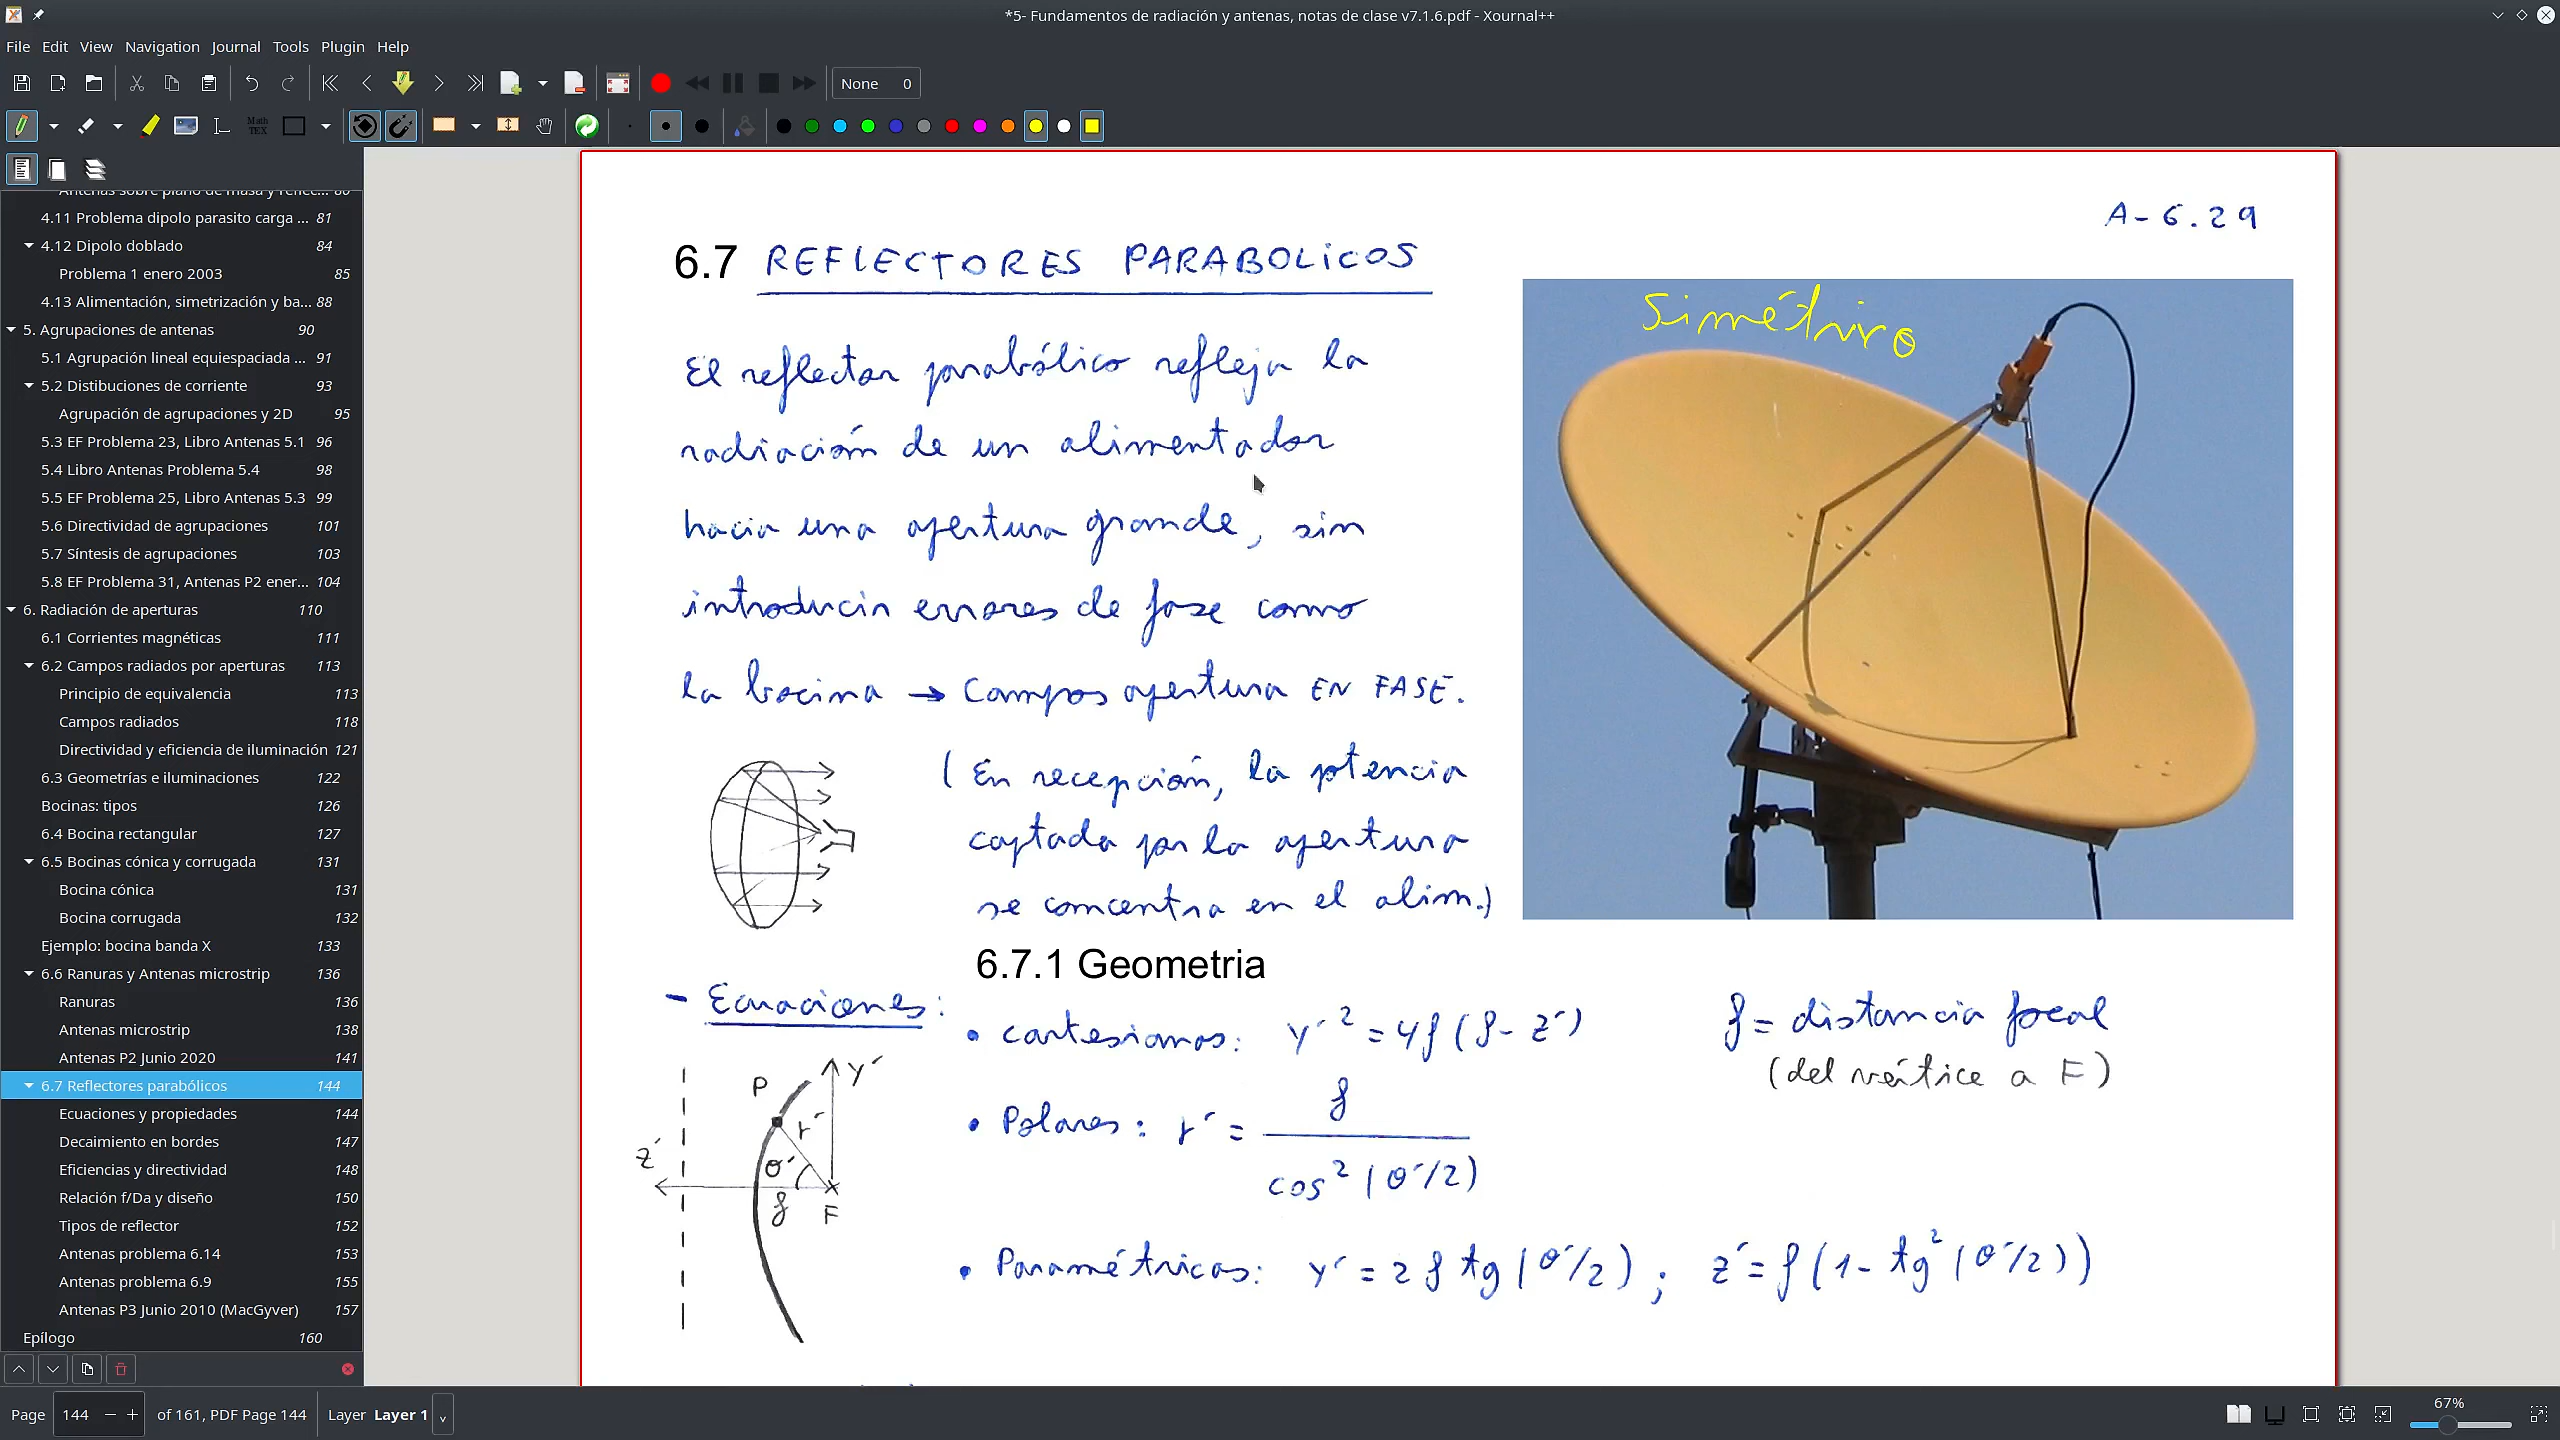 *5- Fundamentos de radiación y antenas, notas de clase v7.1.6.pdf - Xournal++
File Edit View Navigation Journal Tools Plugin Help
None 0
Math TEX
Antenas sobre plano de masa y reflec... 80
4.11 Problema dipolo parasito carga ... 81
4.12 Dipolo doblado 84
Problema 1 enero 2003 85
4.13 Alimentación, simetrización y ba... 88
5. Agrupaciones de antenas 90
5.1 Agrupación lineal equiespaciada ... 91
5.2 Distibuciones de corriente 93
Agrupación de agrupaciones y 2D 95
5.3 EF Problema 23, Libro Antenas 5.1 96
5.4 Libro Antenas Problema 5.4 98
5.5 EF Problema 25, Libro Antenas 5.3 99
5.6 Directividad de agrupaciones 101
5.7 Síntesis de agrupaciones 103
5.8 EF Problema 31, Antenas P2 ener... 104
6. Radiación de aperturas 110
6.1 Corrientes magnéticas 111
6.2 Campos radiados por aperturas 113
Principio de equivalencia 113
Campos radiados 118
Directividad y eficiencia de iluminación 121
6.3 Geometrías e iluminaciones 122
Bocinas: tipos 126
6.4 Bocina rectangular 127
6.5 Bocinas cónica y corrugada 131
Bocina cónica 131
Bocina corrugada 132
Ejemplo: bocina banda X 133
6.6 Ranuras y Antenas microstrip 136
Ranuras 136
Antenas microstrip 138
Antenas P2 Junio 2020 141
6.7 Reflectores parabólicos 144
Ecuaciones y propiedades 144
Decaimiento en bordes 147
Eficiencias y directividad 148
Relación f/Da y diseño 150
Tipos de reflector 152
Antenas problema 6.14 153
Antenas problema 6.9 155
Antenas P3 Junio 2010 (MacGyver) 157
Epílogo 160
A-6.29
6.7 REFLECTORES PARABOLICOS
Simétrico
El reflector parabólico refleja la
radiación de un alimentador
hacia una apertura grande, sin
introducir errores de fase como
la bocina → Campos apertura EN FASE.
(En recepción, la potencia
captada por la apertura
se concentra en el alim.)
6.7.1 Geometria
- Ecuaciones:
• Cartesianas: y'² = 4f(f-z')
f = distancia focal
(del vértice a F)
• Polares: r' = f / cos²(θ'/2)
• Paramétricas: y' = 2f tg(θ'/2); z' = f(1-tg²(θ'/2))
P y'
r'
z' θ'
f F
Page 144 of 161, PDF Page 144 Layer Layer 1 67%